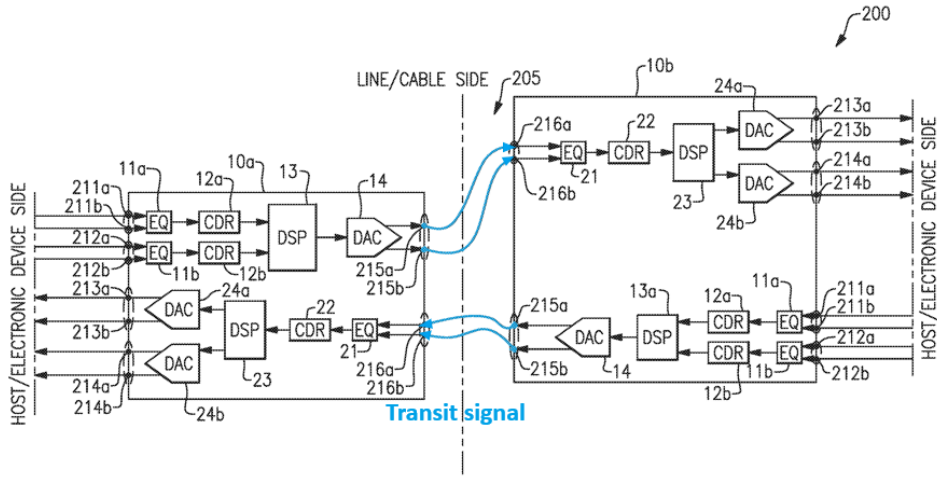 200
LINE/CABLE SIDE
205
10b
24a
216a
22
DAC
213a
EQ
CDR
DSP
213b
21
214a
216b
DAC
214b
23
24b
HOST/ELECTRONIC DEVICE SIDE
10a
11a
12a
13
14
211a
211b
EQ
CDR
DSP
DAC
212a
EQ
CDR
212b
11b
12b
215a
215b
213a
24a
DAC
22
213b
DSP
CDR
EQ
21
214a
DAC
23
216a
214b
24b
216b
HOST/ELECTRONIC DEVICE SIDE
215a
13a
12a
11a
211a
CDR
EQ
211b
DAC
DSP
212a
CDR
EQ
215b
14
11b
212b
12b
Transit signal